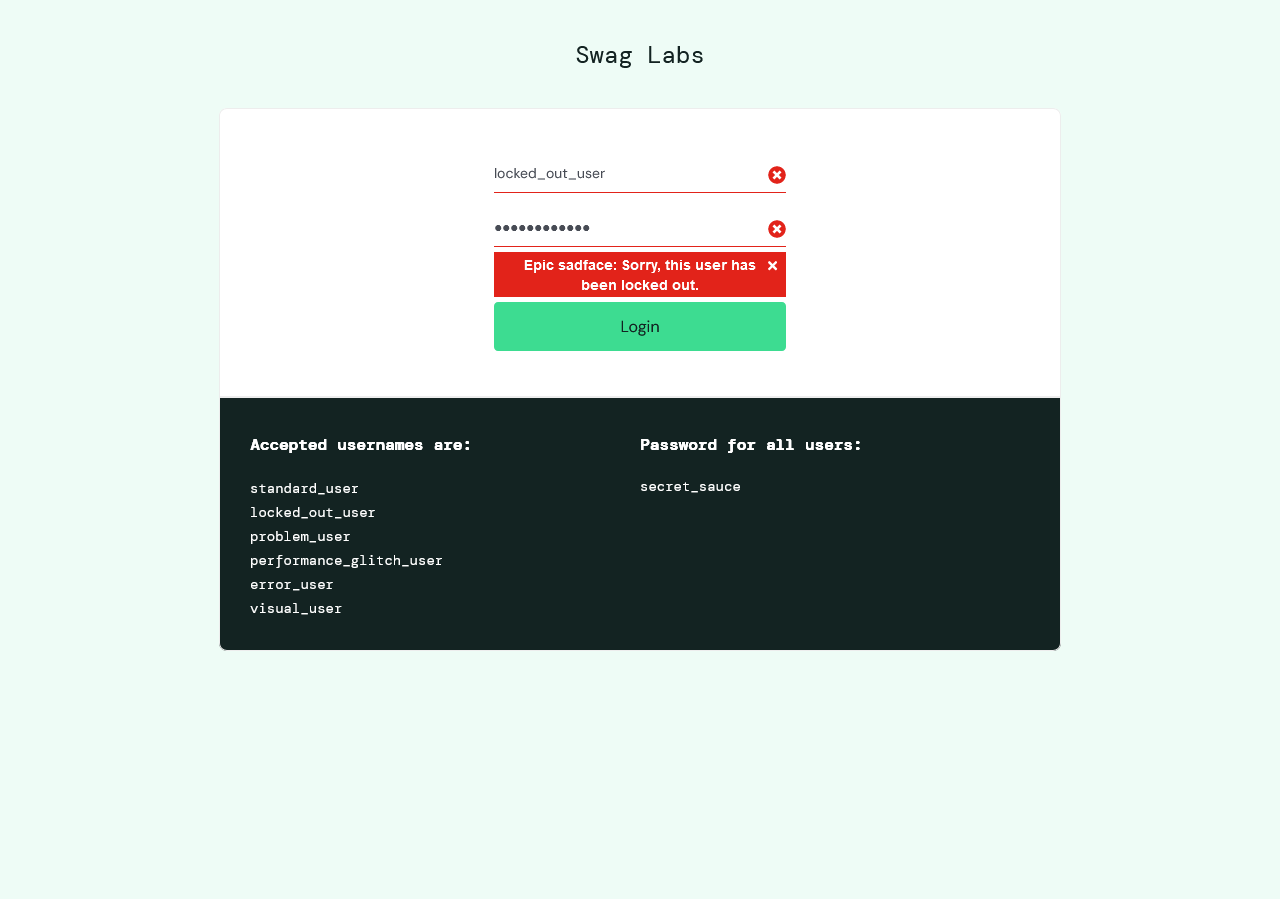 Swag Labs
locked_out_user
●●●●●●●●●●●●
Epic sadface: Sorry, this user has
been locked out.
Login
Accepted usernames are:
standard_user
locked_out_user
problem_user
performance_glitch_user
error_user
visual_user
Password for all users:
secret_sauce